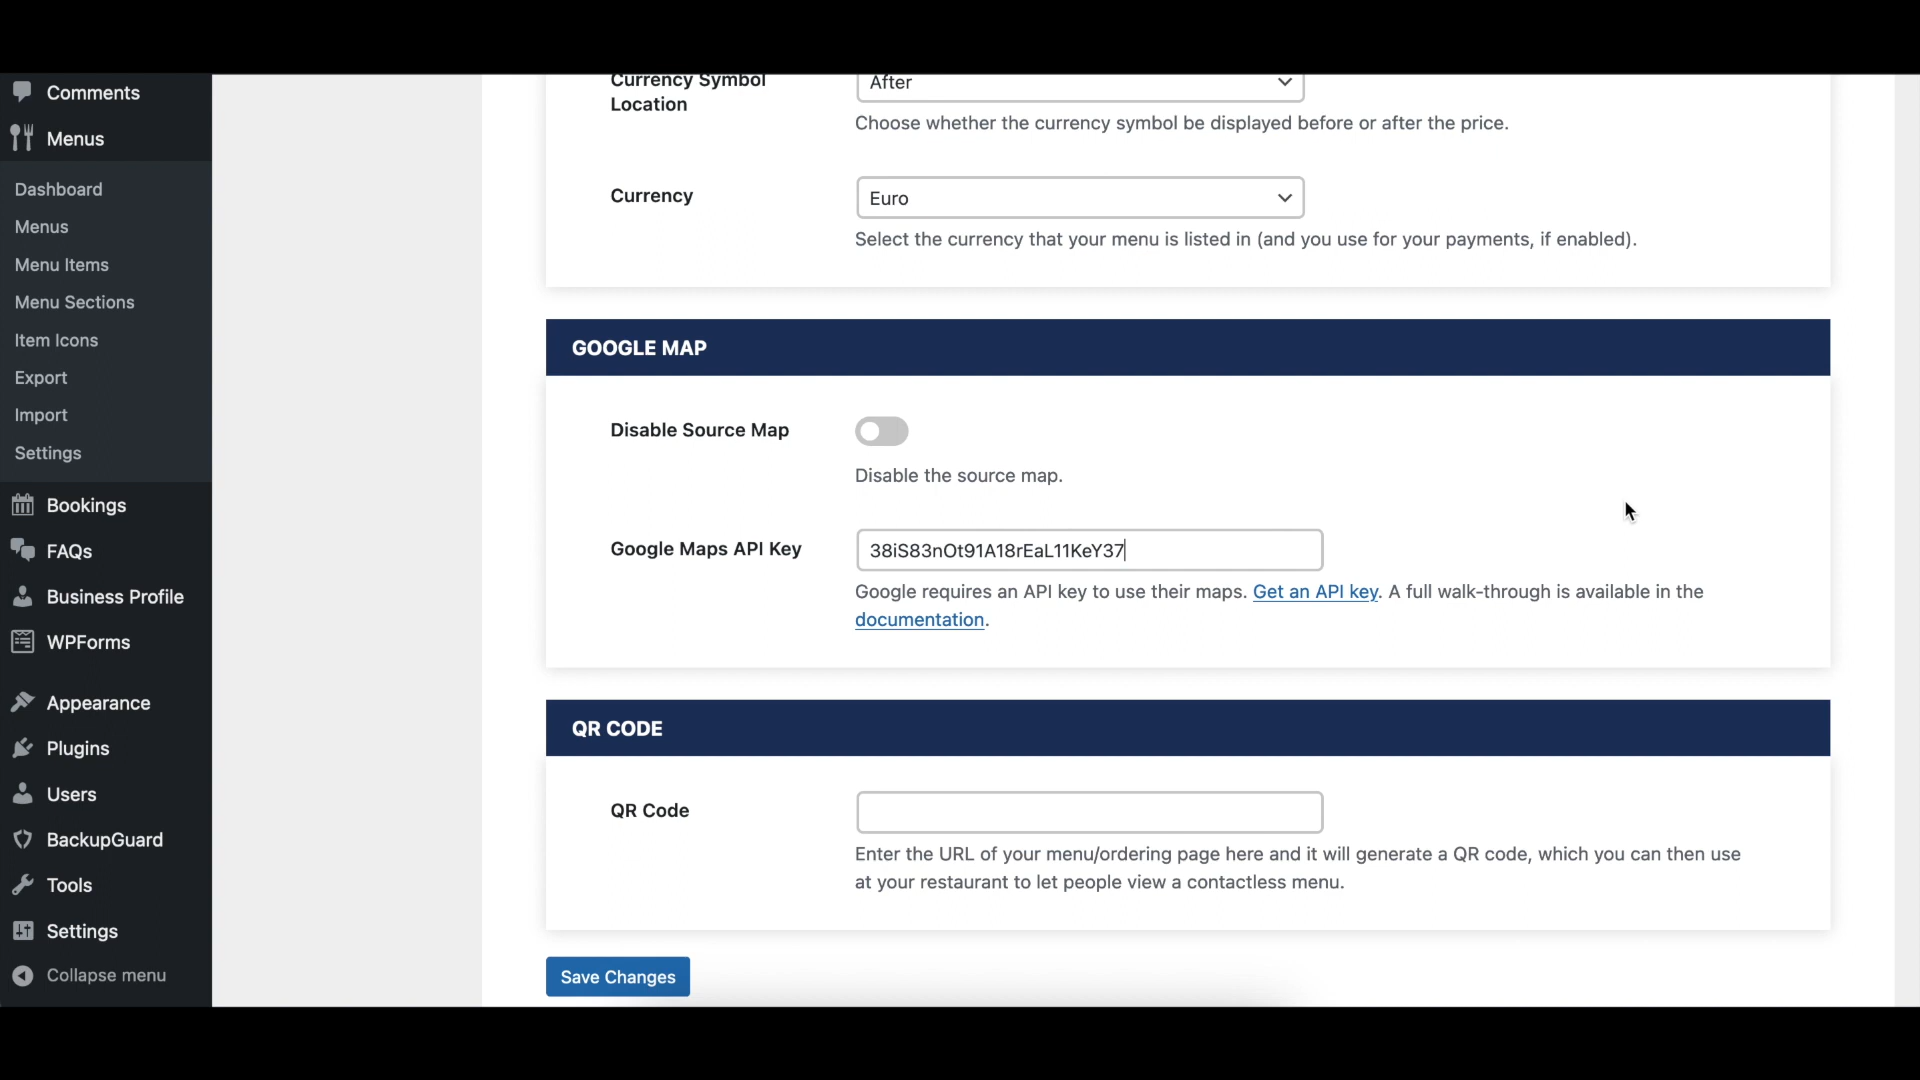 Comments
Menus
Dashboard
Menus
Menu Items
Menu Sections
Item Icons
Export
Import
Settings
Bookings
FAQs
Business Profile
WPForms
Appearance
Plugins
Users
BackupGuard
Tools
Settings
Collapse menu
Currency Symbol
Location
After
Choose whether the currency symbol be displayed before or after the price.
Currency
Euro
Select the currency that your menu is listed in (and you use for your payments, if enabled).
GOOGLE MAP
Disable Source Map
Disable the source map.
Google Maps API Key
38iS83nOt91A18rEaL11KeY37
Google requires an API key to use their maps. Get an API key. A full walk-through is available in the
documentation.
QR CODE
QR Code
Enter the URL of your menu/ordering page here and it will generate a QR code, which you can then use
at your restaurant to let people view a contactless menu.
Save Changes